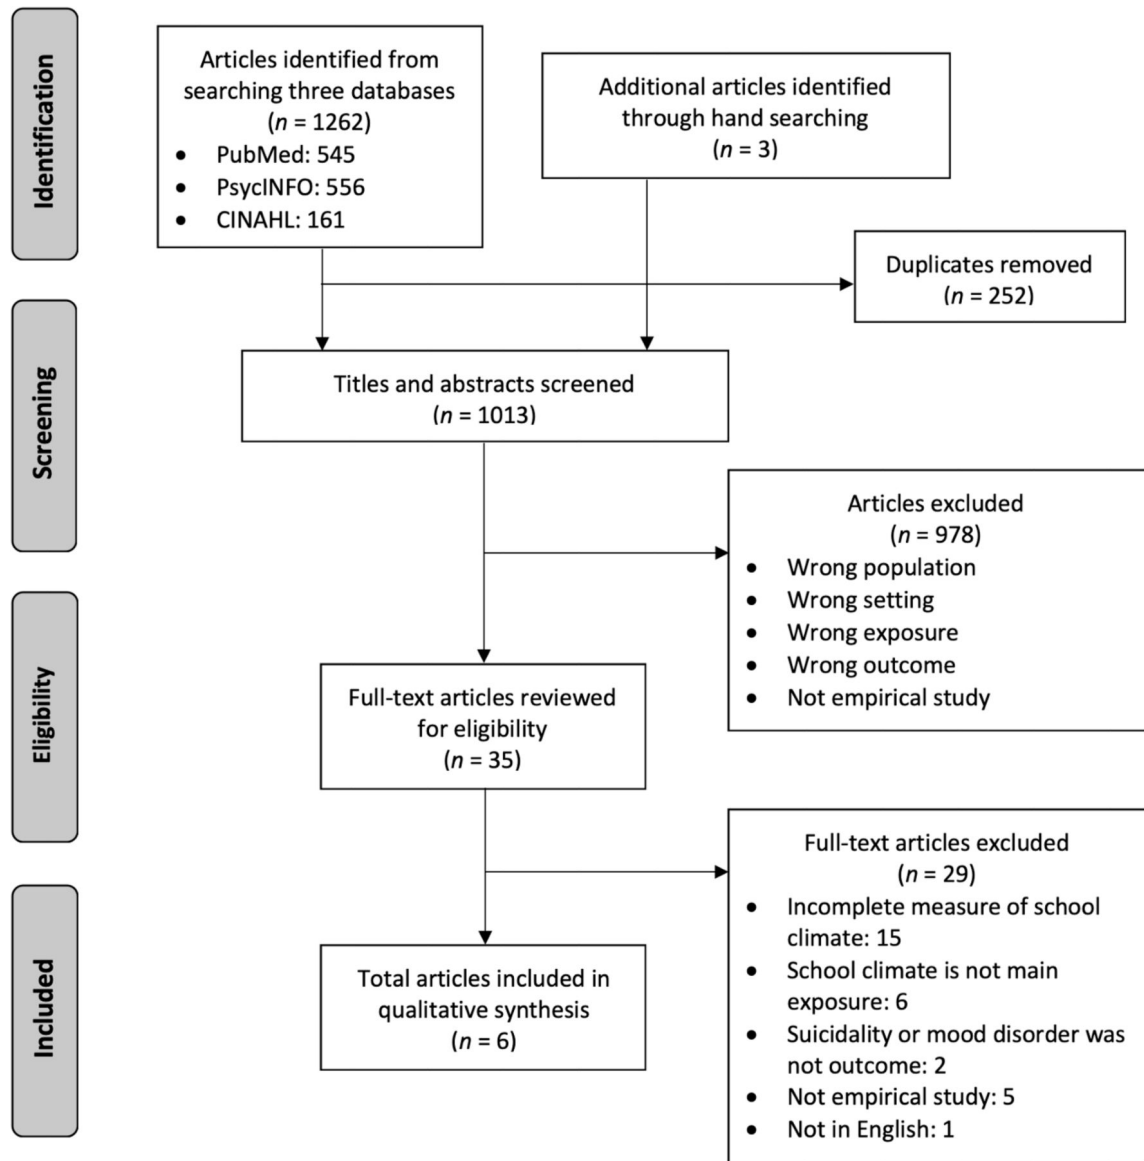 Identification
Articles identified from
searching three databases
(n = 1262)
• PubMed: 545
• PsycINFO: 556
• CINAHL: 161
Additional articles identified
through hand searching
(n = 3)
Duplicates removed
(n = 252)
Screening
Titles and abstracts screened
(n = 1013)
Articles excluded
(n = 978)
• Wrong population
• Wrong setting
• Wrong exposure
• Wrong outcome
• Not empirical study
Eligibility
Full-text articles reviewed
for eligibility
(n = 35)
Full-text articles excluded
(n = 29)
• Incomplete measure of school
climate: 15
• School climate is not main
exposure: 6
• Suicidality or mood disorder was
not outcome: 2
• Not empirical study: 5
• Not in English: 1
Included
Total articles included in
qualitative synthesis
(n = 6)